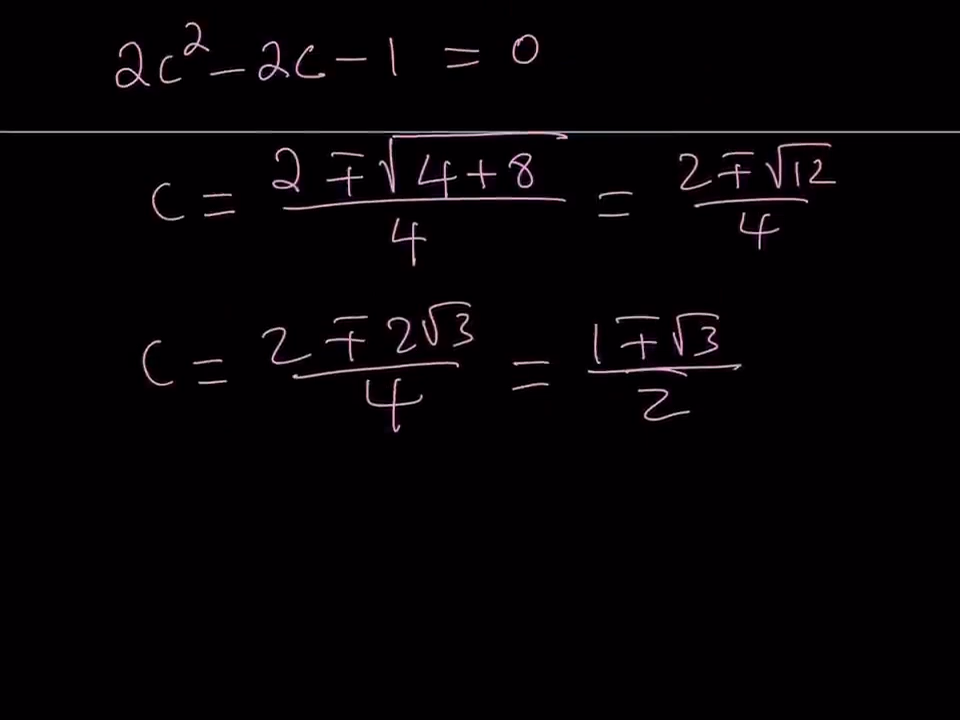 2c² - 2c - 1 = 0
c = (2 ∓ √(4+8))/4 = (2 ∓ √12)/4
c = (2 ∓ 2√3)/4 = (1 ∓ √3)/2